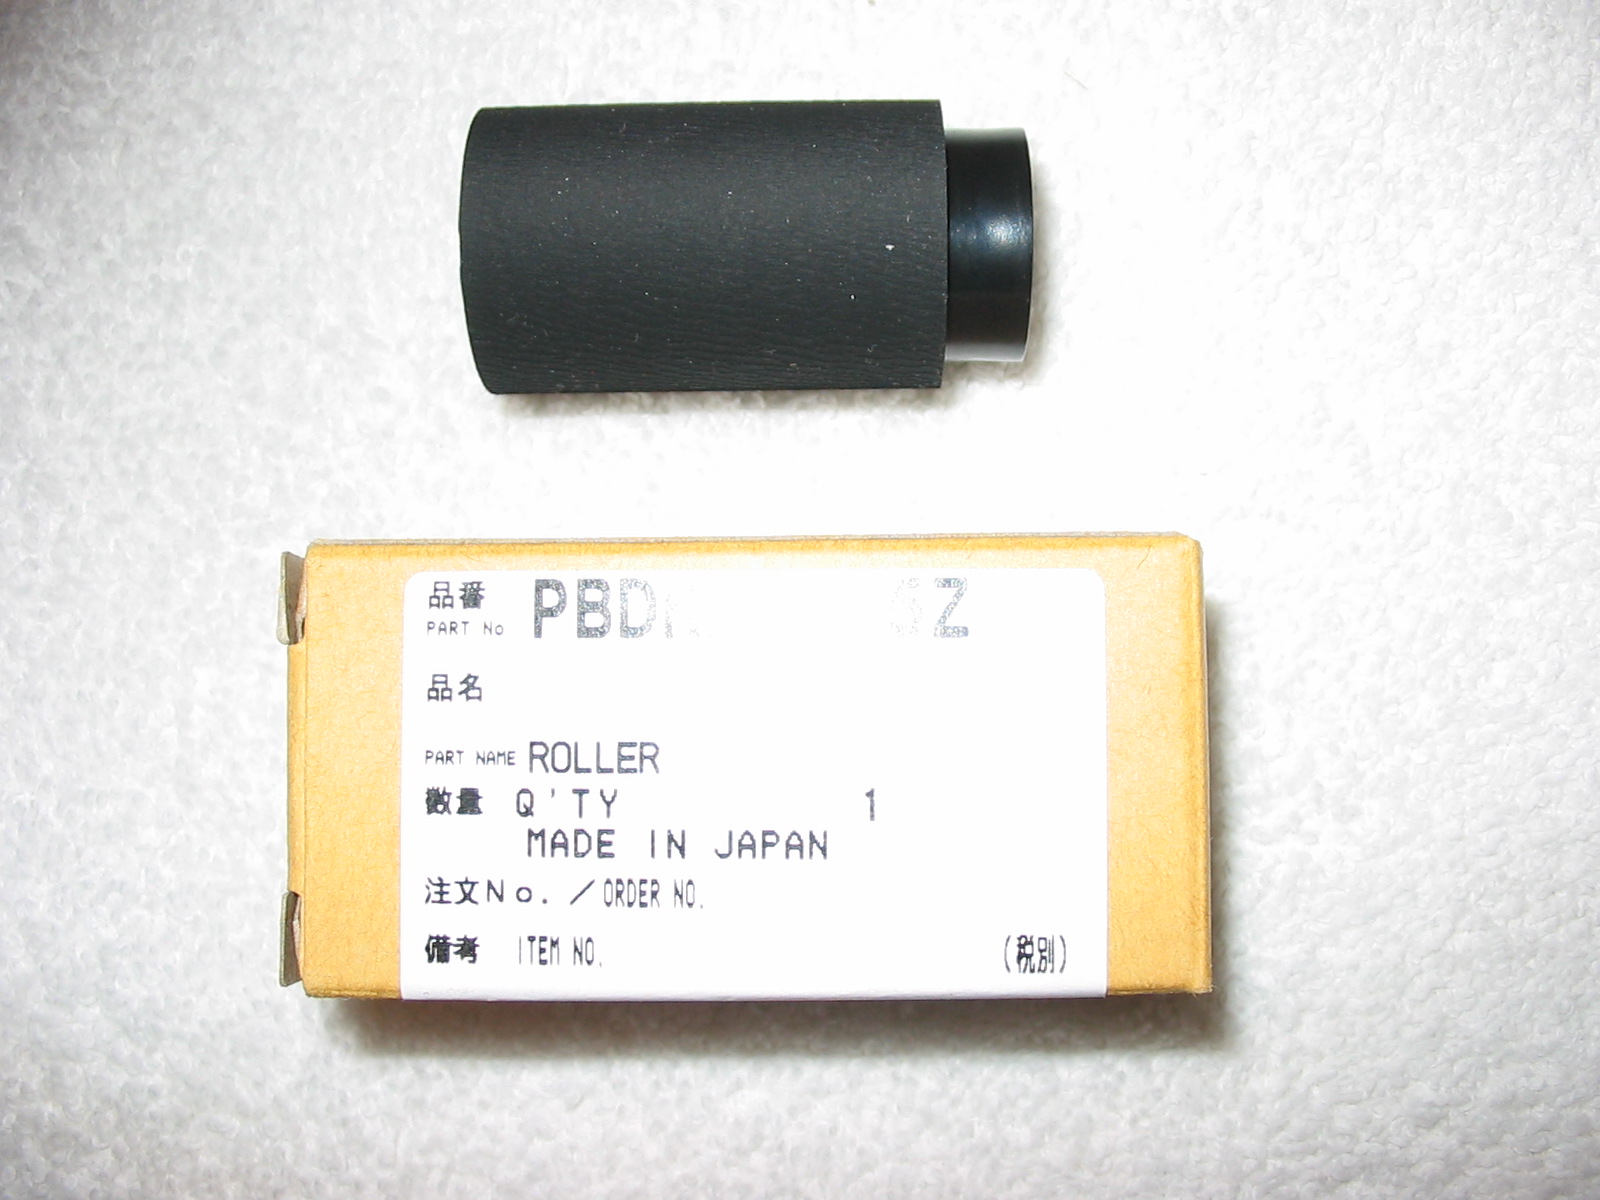 品番
PART No
品名
PART NAME ROLLER
数量 Q'TY 1
MADE IN JAPAN
注文No. / ORDER NO.
備考 ITEM NO. (税別)